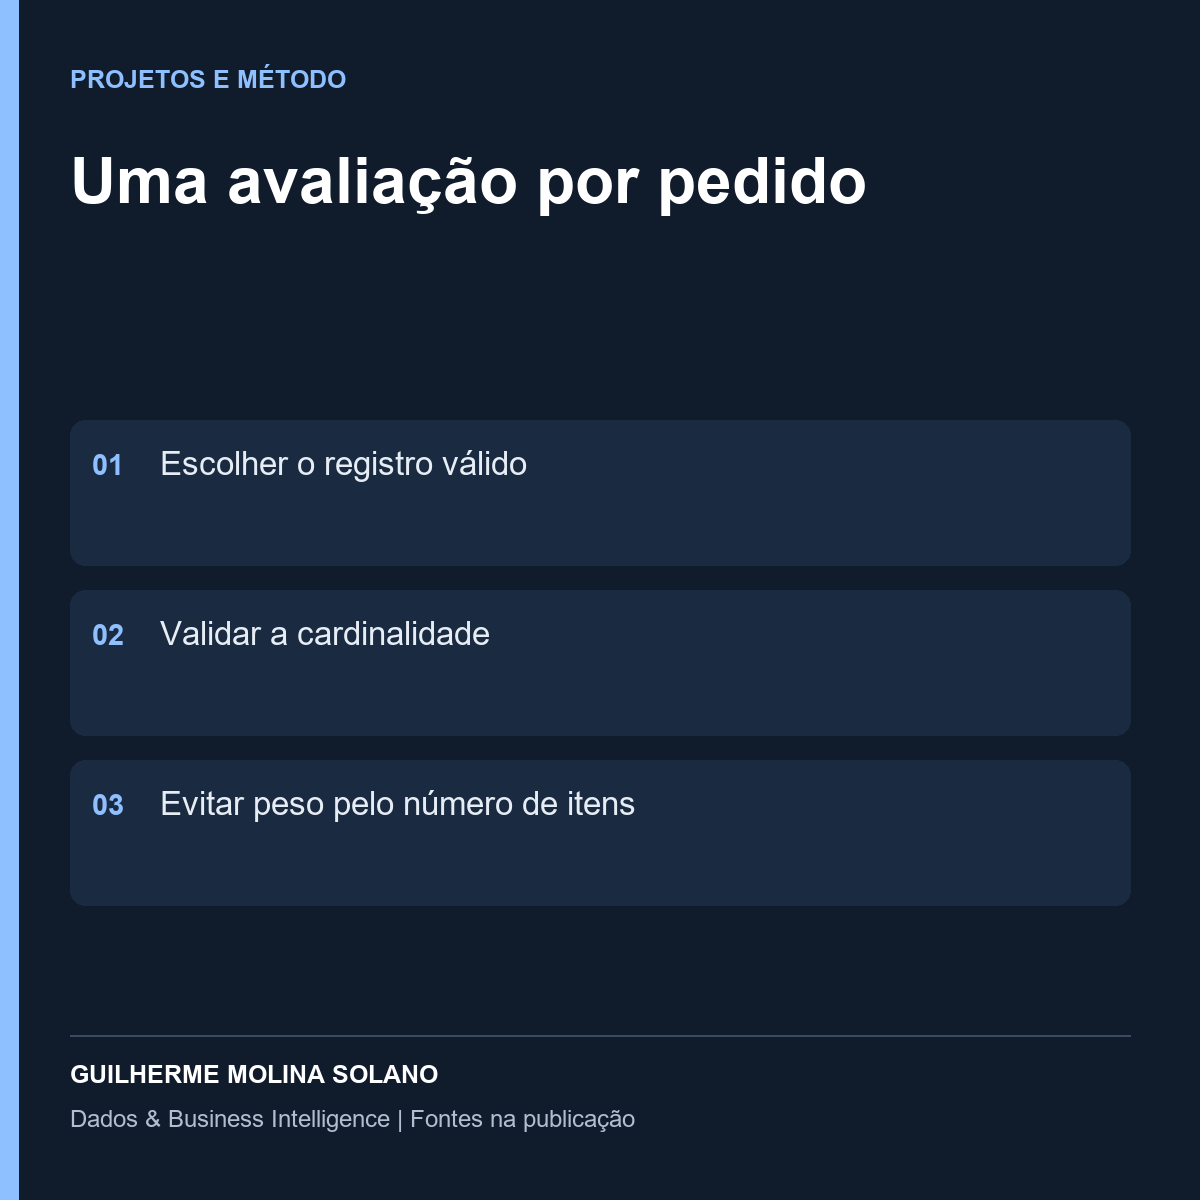 PROJETOS E MÉTODO
Uma avaliação por pedido
01 Escolher o registro válido
02 Validar a cardinalidade
03 Evitar peso pelo número de itens
GUILHERME MOLINA SOLANO
Dados & Business Intelligence | Fontes na publicação